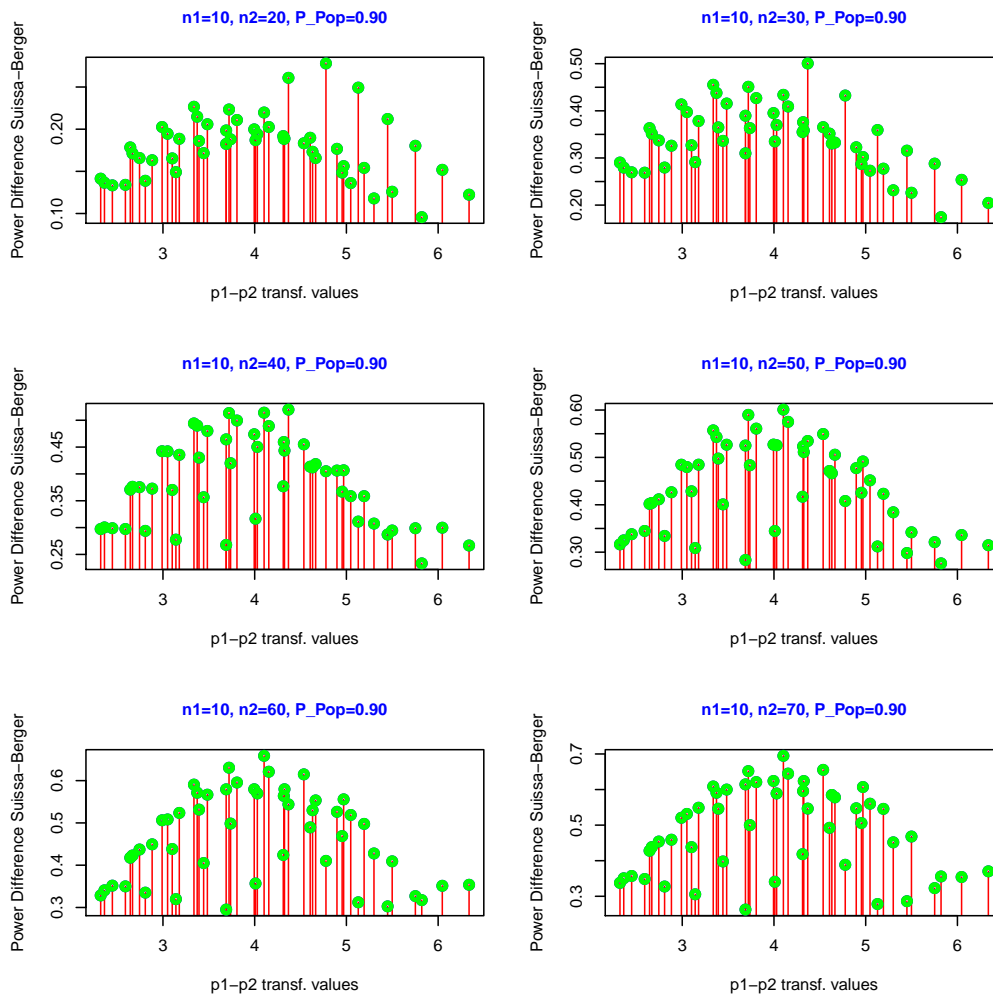 n1=10, n2=20, P_Pop=0.90
Power Difference Suissa−Berger
0.20
0.10
3 4 5 6
p1−p2 transf. values
n1=10, n2=30, P_Pop=0.90
Power Difference Suissa−Berger
0.50
0.40
0.30
0.20
3 4 5 6
p1−p2 transf. values
n1=10, n2=40, P_Pop=0.90
Power Difference Suissa−Berger
0.45
0.35
0.25
3 4 5 6
p1−p2 transf. values
n1=10, n2=50, P_Pop=0.90
Power Difference Suissa−Berger
0.60
0.50
0.40
0.30
3 4 5 6
p1−p2 transf. values
n1=10, n2=60, P_Pop=0.90
Power Difference Suissa−Berger
0.6
0.5
0.4
0.3
3 4 5 6
p1−p2 transf. values
n1=10, n2=70, P_Pop=0.90
Power Difference Suissa−Berger
0.7
0.5
0.3
3 4 5 6
p1−p2 transf. values